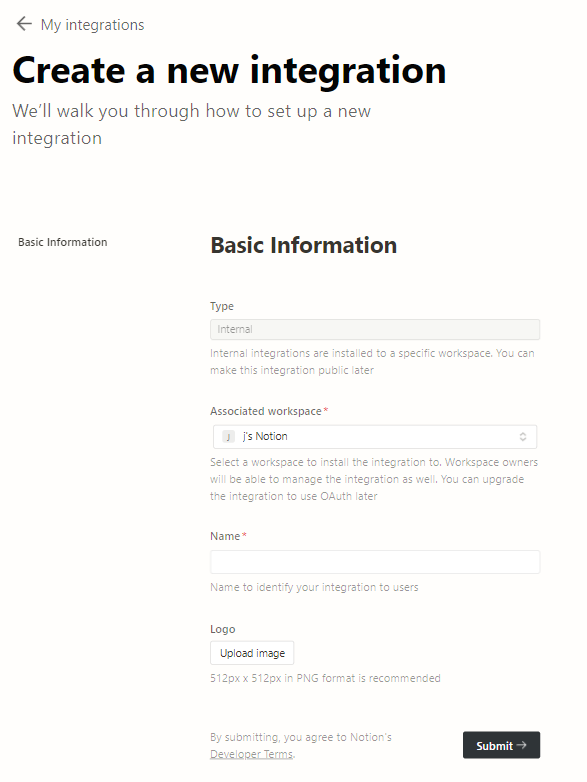 My integrations
Create a new integration
We’ll walk you through how to set up a new
integration
Basic Information
Basic Information
Type
Internal
Internal integrations are installed to a specific workspace. You can
make this integration public later
Associated workspace*
J j's Notion
Select a workspace to install the integration to. Workspace owners
will be able to manage the integration as well. You can upgrade
the integration to use OAuth later
Name*
Name to identify your integration to users
Logo
Upload image
512px x 512px in PNG format is recommended
By submitting, you agree to Notion's
Developer Terms.
Submit